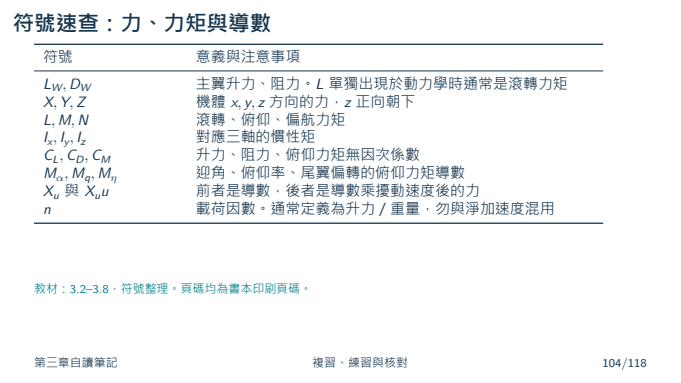 符號速查：力、力矩與導數
符號 意義與注意事項
L_W, D_W 主翼升力、阻力。L 單獨出現於動力學時通常是滾轉力矩
X, Y, Z 機體 x, y, z 方向的力，z 正向朝下
L, M, N 滾轉、俯仰、偏航力矩
I_x, I_y, I_z 對應三軸的慣性矩
C_L, C_D, C_M 升力、阻力、俯仰力矩無因次係數
M_α, M_q, M_η 迎角、俯仰率、尾翼偏轉的俯仰力矩導數
X_u 與 X_u u 前者是導數，後者是導數乘擾動速度後的力
n 載荷因數。通常定義為升力 / 重量，勿與淨加速度混用
教材：3.2–3.8，符號整理。頁碼均為書本印刷頁碼。
第三章自讀筆記 複習、練習與核對 104/118